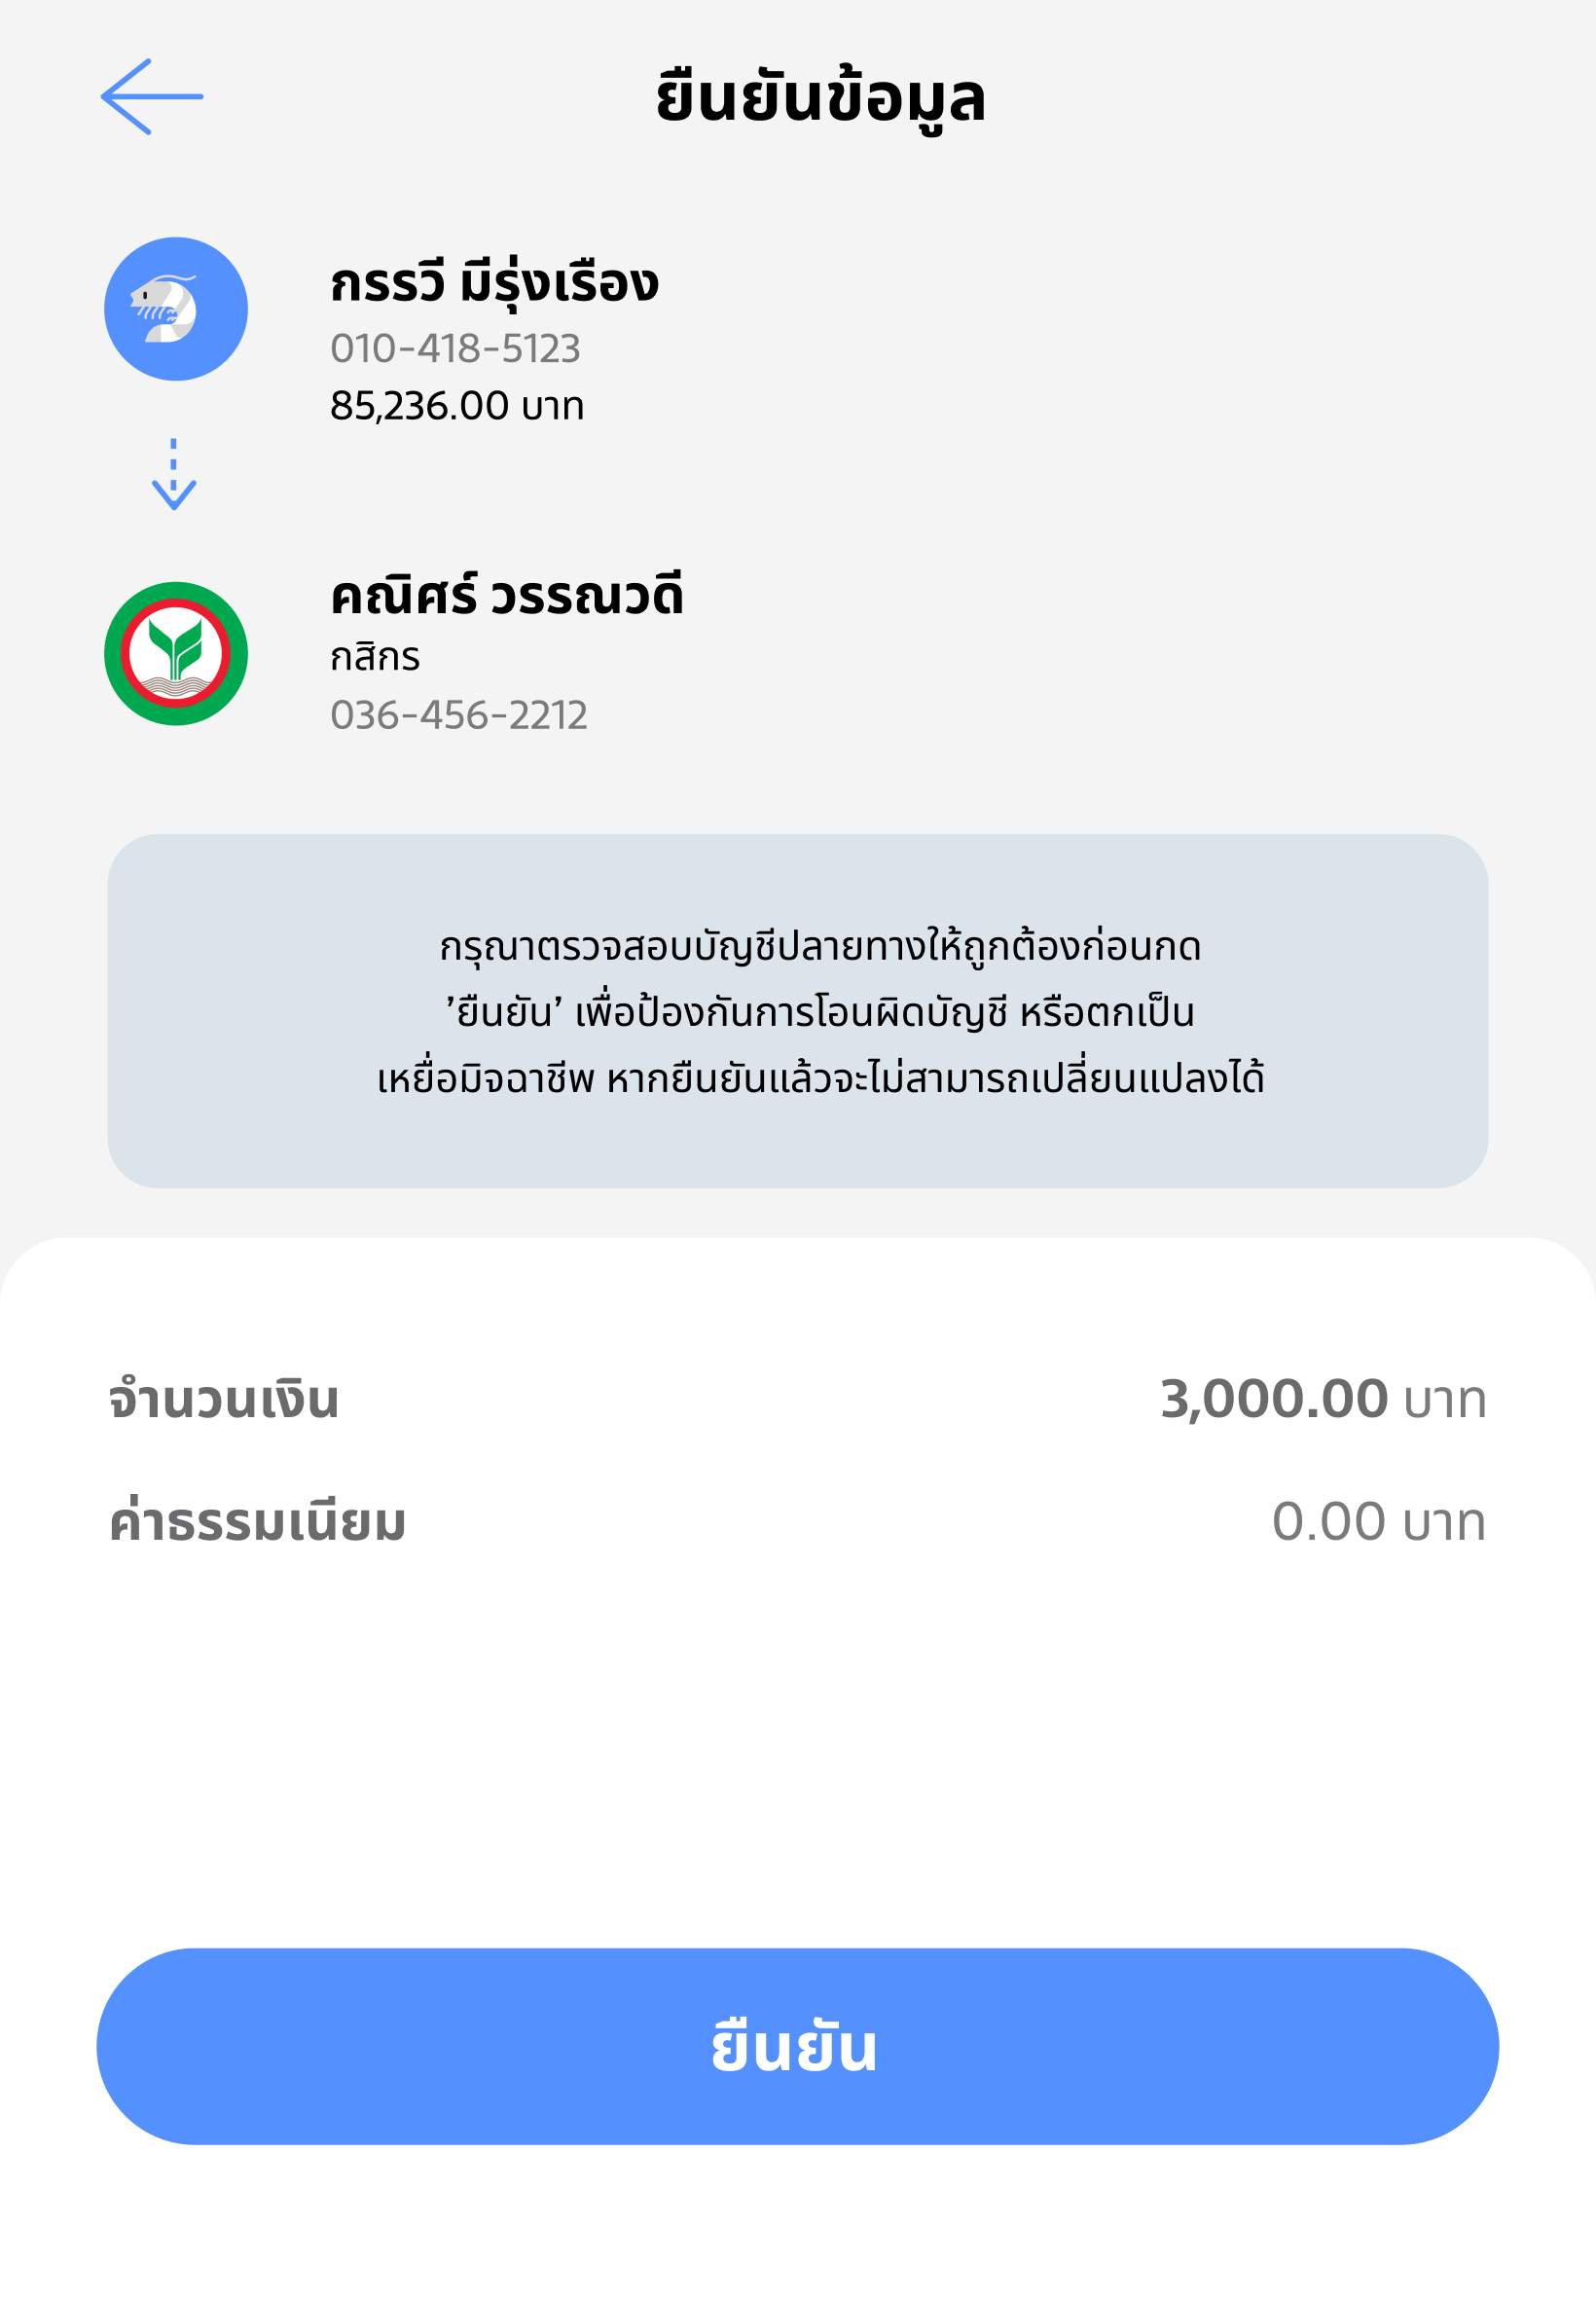 ยืนยันข้อมูล
กรรวี มีรุ่งเรือง
010-418-5123
85,236.00 บาท
คณิศร์ วรรณวดี
กสิกร
036-456-2212
กรุณาตรวจสอบบัญชีปลายทางให้ถูกต้องก่อนกด
’ยืนยัน’ เพื่อป้องกันการโอนผิดบัญชี หรือตกเป็น
เหยื่อมิจฉาชีพ หากยืนยันแล้วจะไม่สามารถเปลี่ยนแปลงได้
จำนวนเงิน 3,000.00 บาท
ค่าธรรมเนียม 0.00 บาท
ยืนยัน